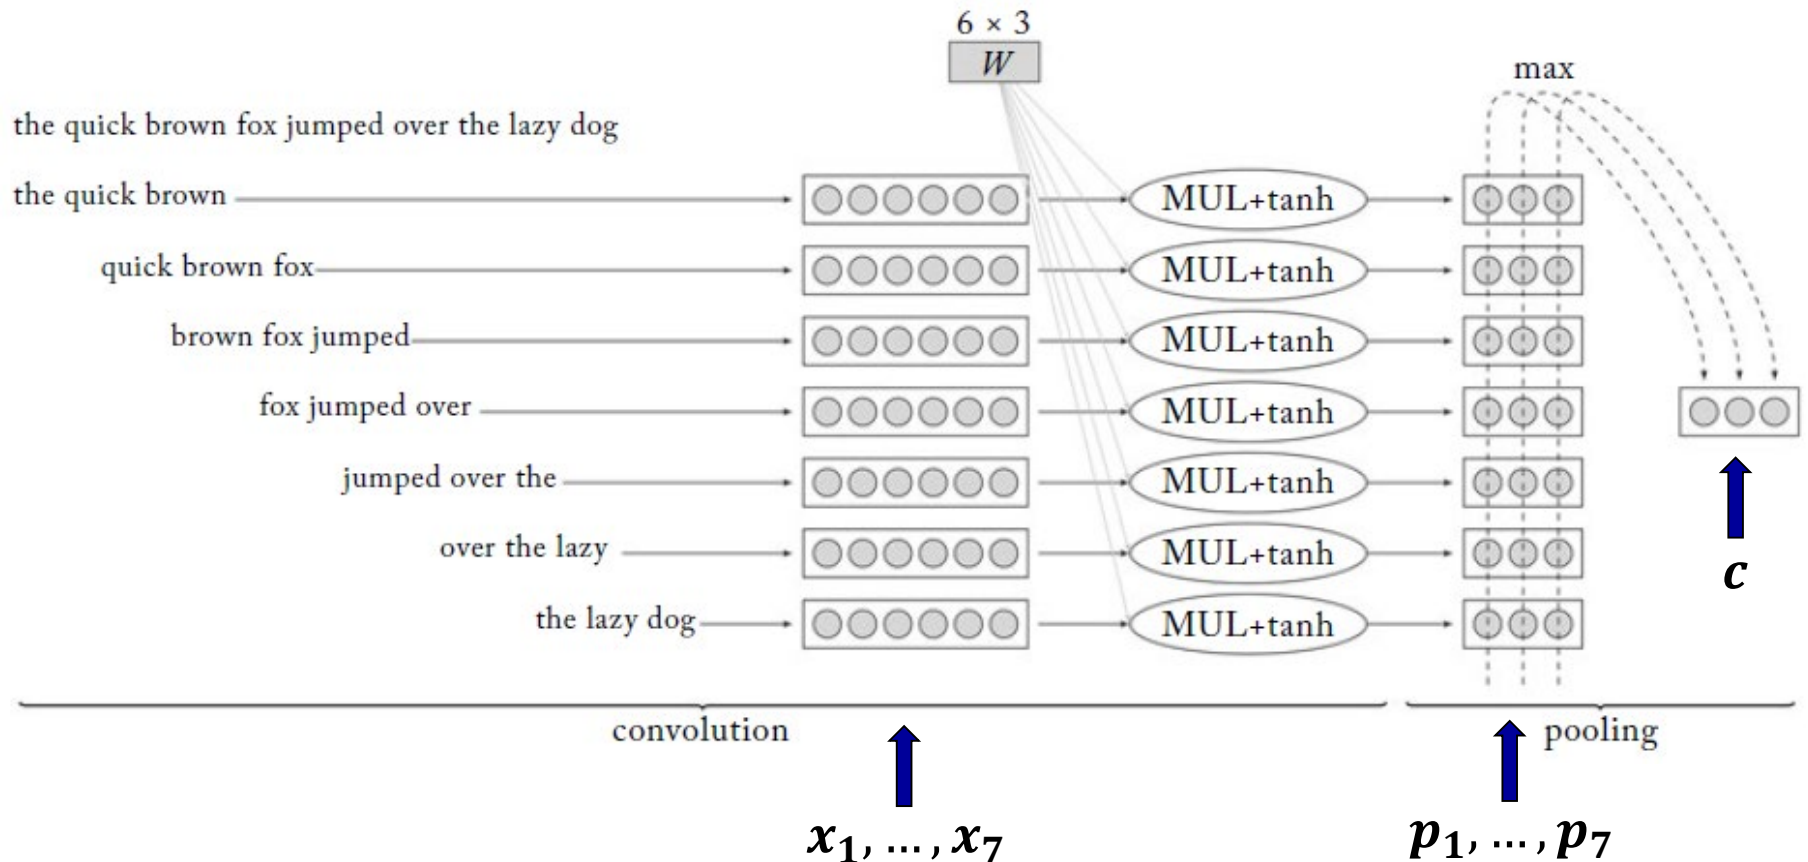 6 × 3
W
max
the quick brown fox jumped over the lazy dog
the quick brown MUL+tanh
quick brown fox MUL+tanh
brown fox jumped MUL+tanh
fox jumped over MUL+tanh
jumped over the MUL+tanh
over the lazy MUL+tanh
the lazy dog MUL+tanh
c
convolution pooling
x₁, ..., x₇ p₁, ..., p₇